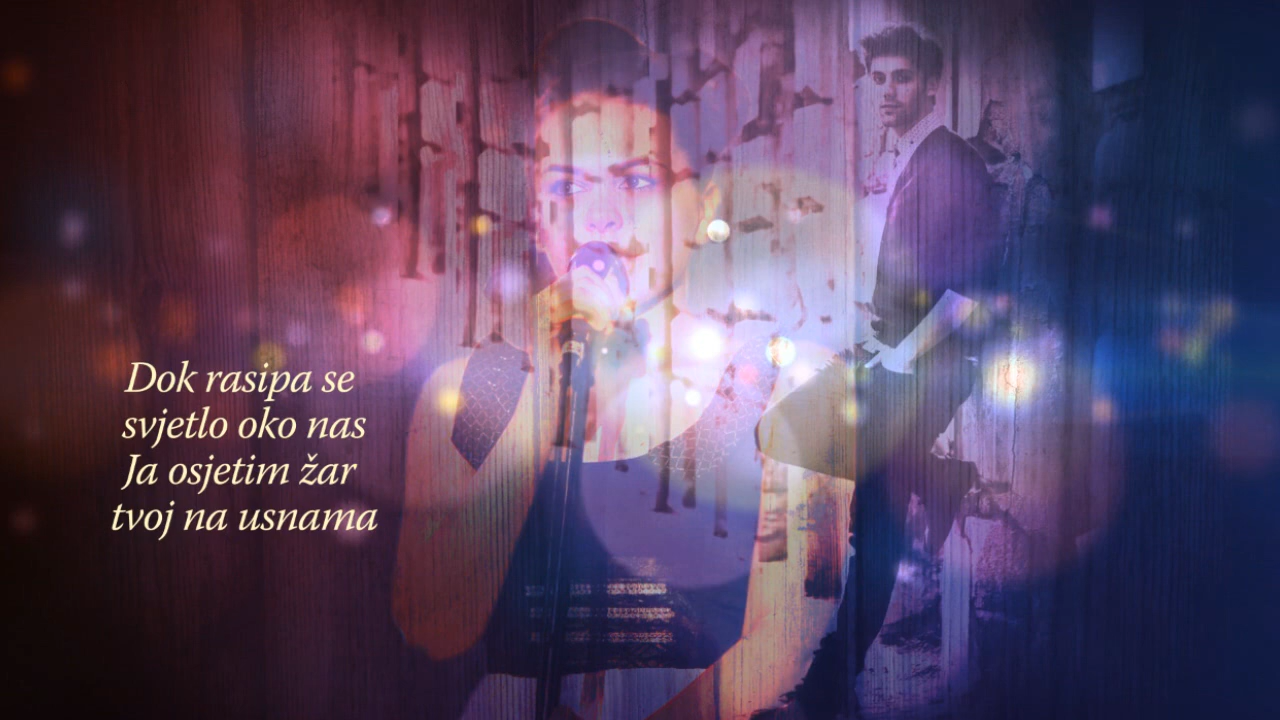 Dok rasipa se
svjetlo oko nas
Ja osjetim žar
tvoj na usnama